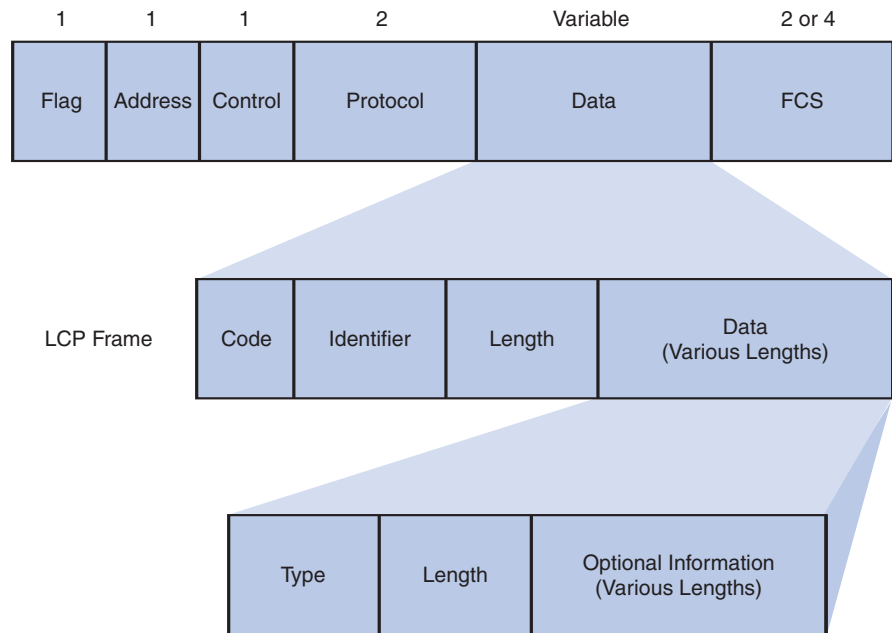 1 1 1 2 Variable 2 or 4
Flag Address Control Protocol Data FCS
LCP Frame Code Identifier Length Data
(Various Lengths)
Type Length Optional Information
(Various Lengths)